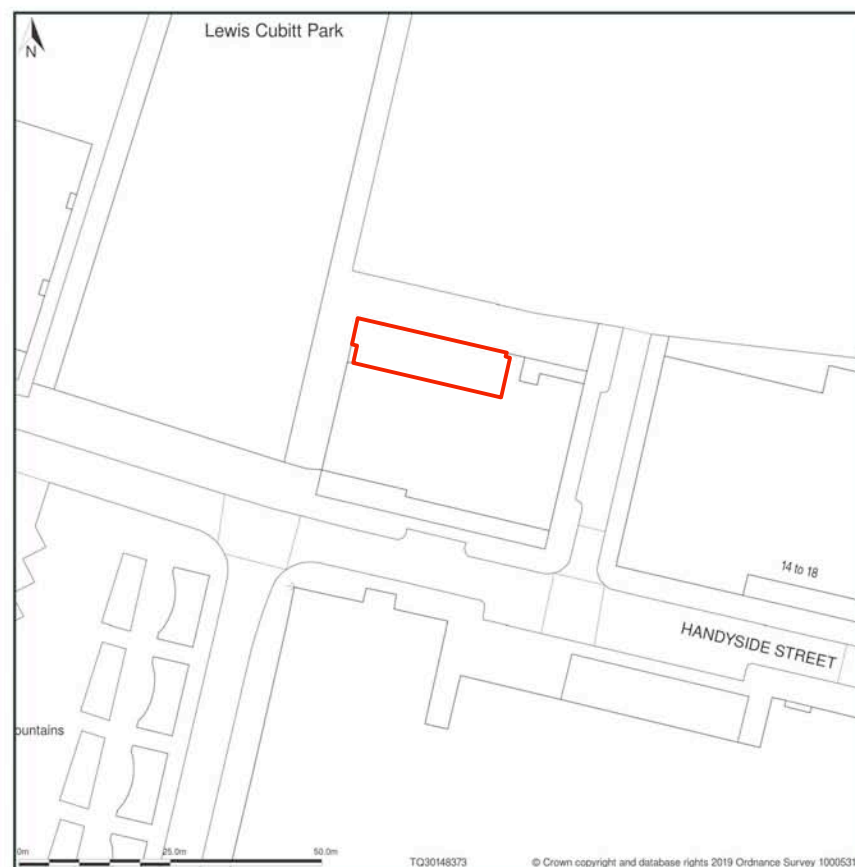 Lewis Cubitt Park
N
14 to 18
HANDYSIDE STREET
ountains
0m
25.0m
50.0m
TQ30148373
© Crown copyright and database rights 2019 Ordnance Survey 1000531